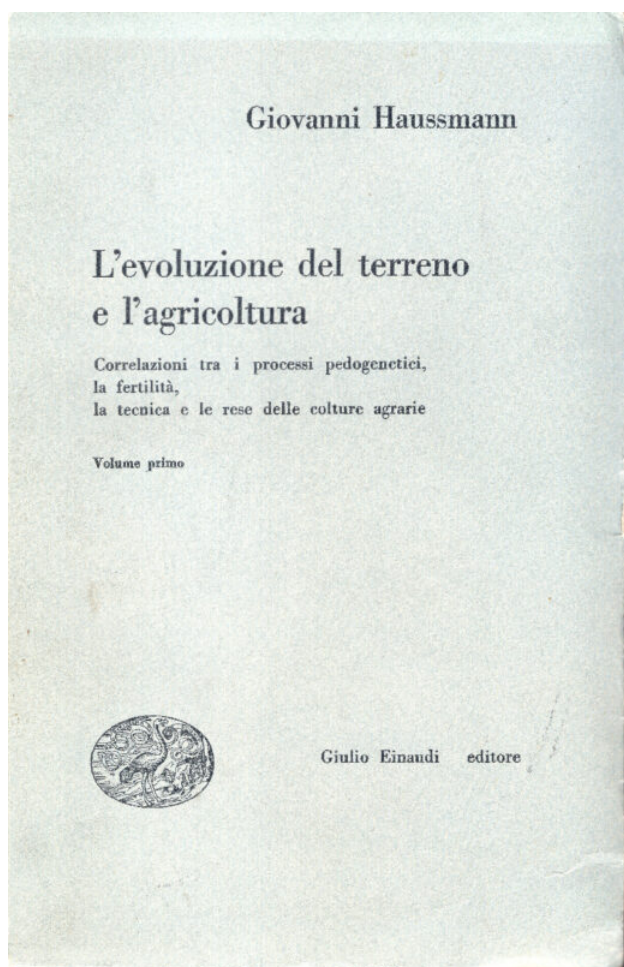 Giovanni Haussmann
L'evoluzione del terreno
e l'agricoltura
Correlazioni tra i processi pedogenetici,
la fertilità,
la tecnica e le rese delle colture agrarie
Volume primo
Giulio Einaudi editore